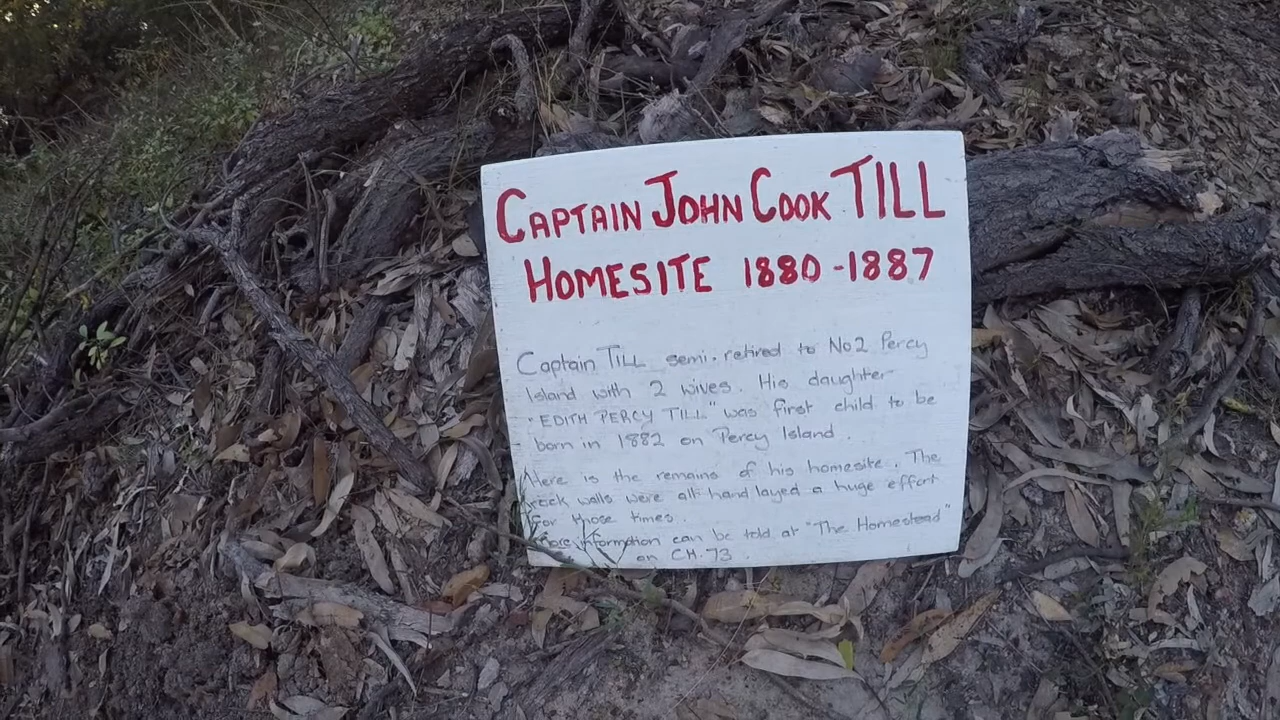 CAPTAIN JOHN COOK TILL
HOMESITE 1880-1887
Captain TILL semi-retired to No2 Percy
Island with 2 wives. His daughter
"EDITH PERCY TILL" was first child to be
born in 1882 on Percy Island.
Here is the remains of his homesite. The
rock walls were all hand layed a huge effort
for those times.
More information can be told at "The Homestead"
on CH.73.